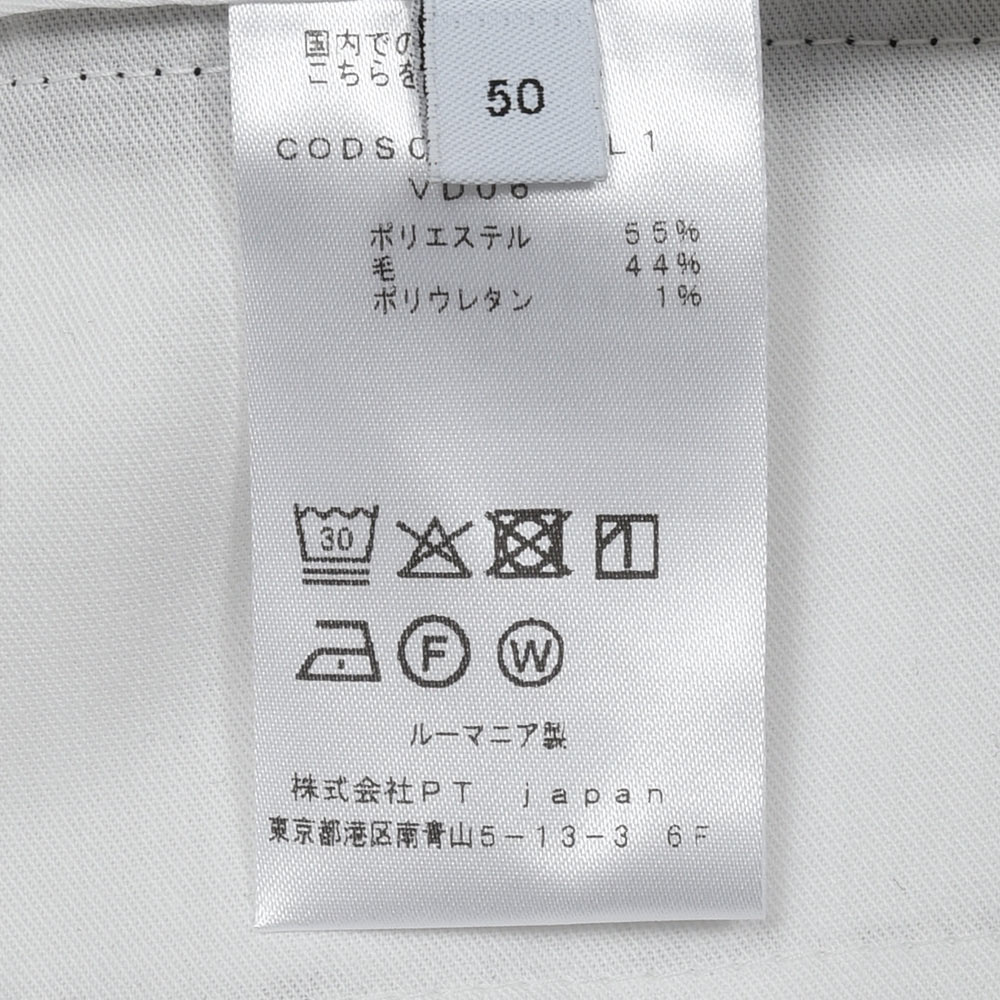 国内での
こちらを
50
CODSC L1
VD06
ポリエステル 55%
毛 44%
ポリウレタン 1%
30
F W
ルーマニア製
株式会社PT japan
東京都港区南青山5-13-3 6F